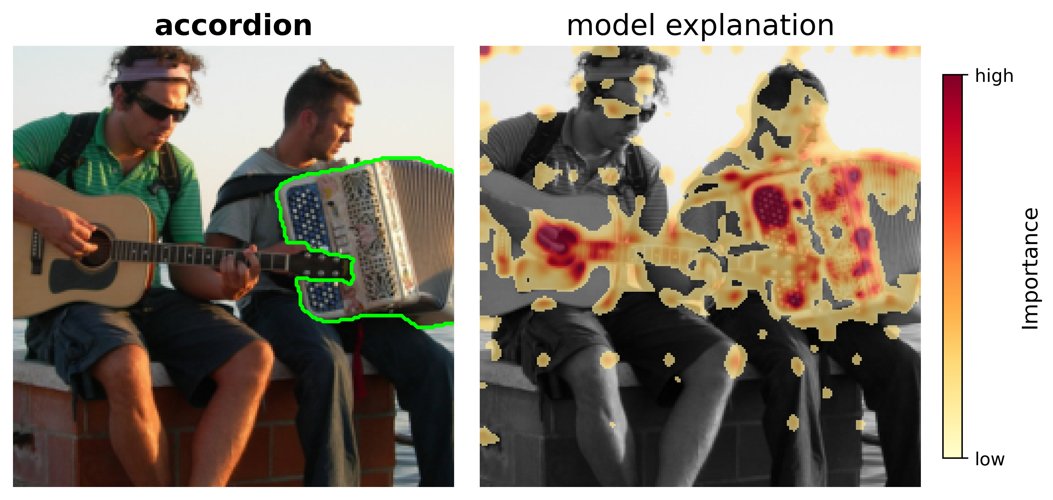 accordion
model explanation
high
Importance
low